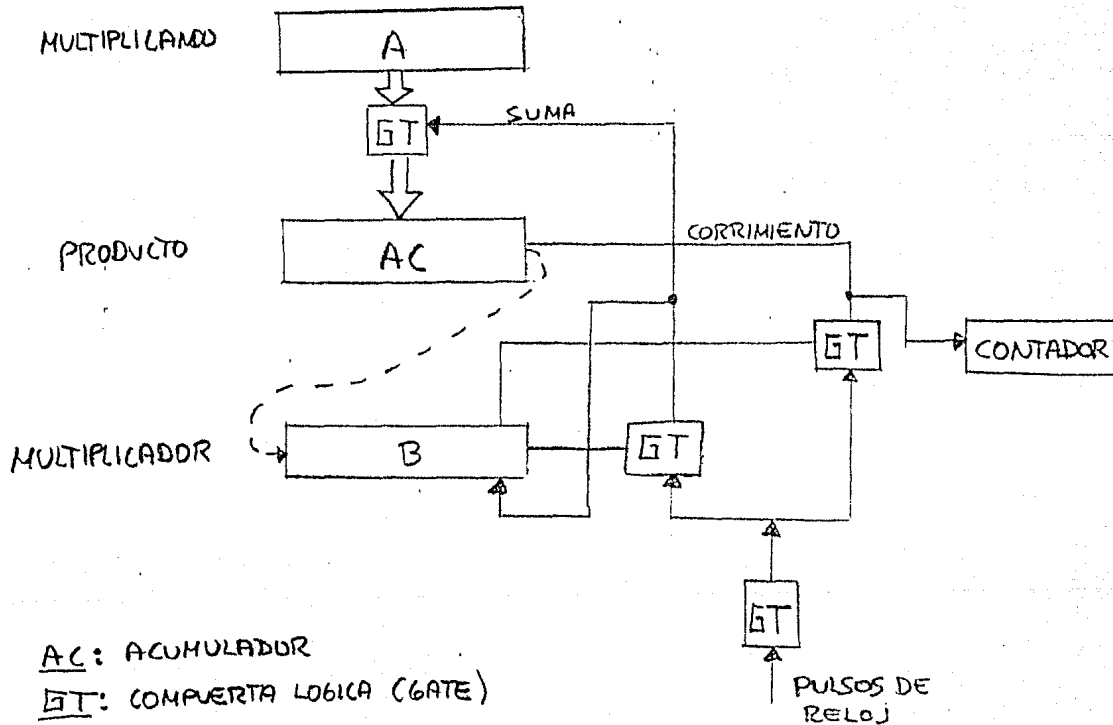 MULTIPLICANDO
A
GT
SUMA
PRODUCTO
AC
CORRIMIENTO
GT
CONTADOR
MULTIPLICADOR
B
GT
GT
AC: ACUMULADOR
GT: COMPUERTA LOGICA (GATE)
PULSOS DE
RELOJ